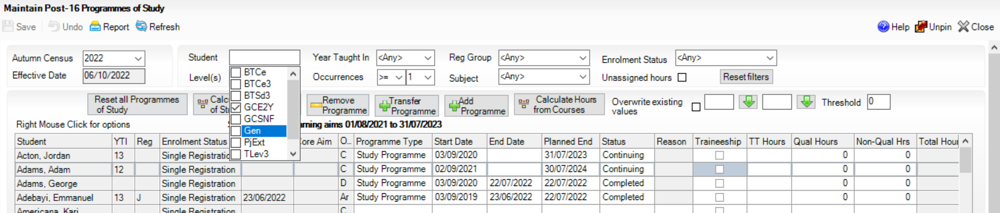 Maintain Post-16 Programmes of Study
Save Undo Report Refresh Help Unpin Close
Autumn Census 2022 Student Year Taught In <Any> Reg Group <Any> Enrolment Status <Any>
Effective Date 06/10/2022 Level(s) Occurrences >= 1 Subject <Any> Unassigned hours Reset filters
BTCe
BTCe3
BTSd3
GCE2Y
GCSNF
Gen
PjExt
TLev3
Reset all Programmes
of Study
Remove
Programme
Transfer
Programme
Add
Programme
Calculate Hours
from Courses
Overwrite existing
values
Threshold 0
Right Mouse Click for options
aims 01/08/2021 to 31/07/2023
Student YTI Reg Enrolment Status Aim O... Programme Type Start Date End Date Planned End Status Reason Traineeship TT Hours Qual Hours Non-Qual Hrs Total
Acton, Jordan 13 Single C Study Programme 03/09/2020 31/07/2023 Continuing 0 0
Adams, Adam 12 Single Registration C Study Programme 02/09/2021 30/07/2024 Continuing 0 0
Adams, George Single Registration D Study Programme 03/09/2020 22/07/2022 22/07/2022 Completed 0 0
Adebayi, Emmanuel 13 J Single Registration 23/06/2022 Ar Study Programme 03/09/2019 23/06/2022 22/07/2022 Completed 0 0
Americana, Kari Single Registration C